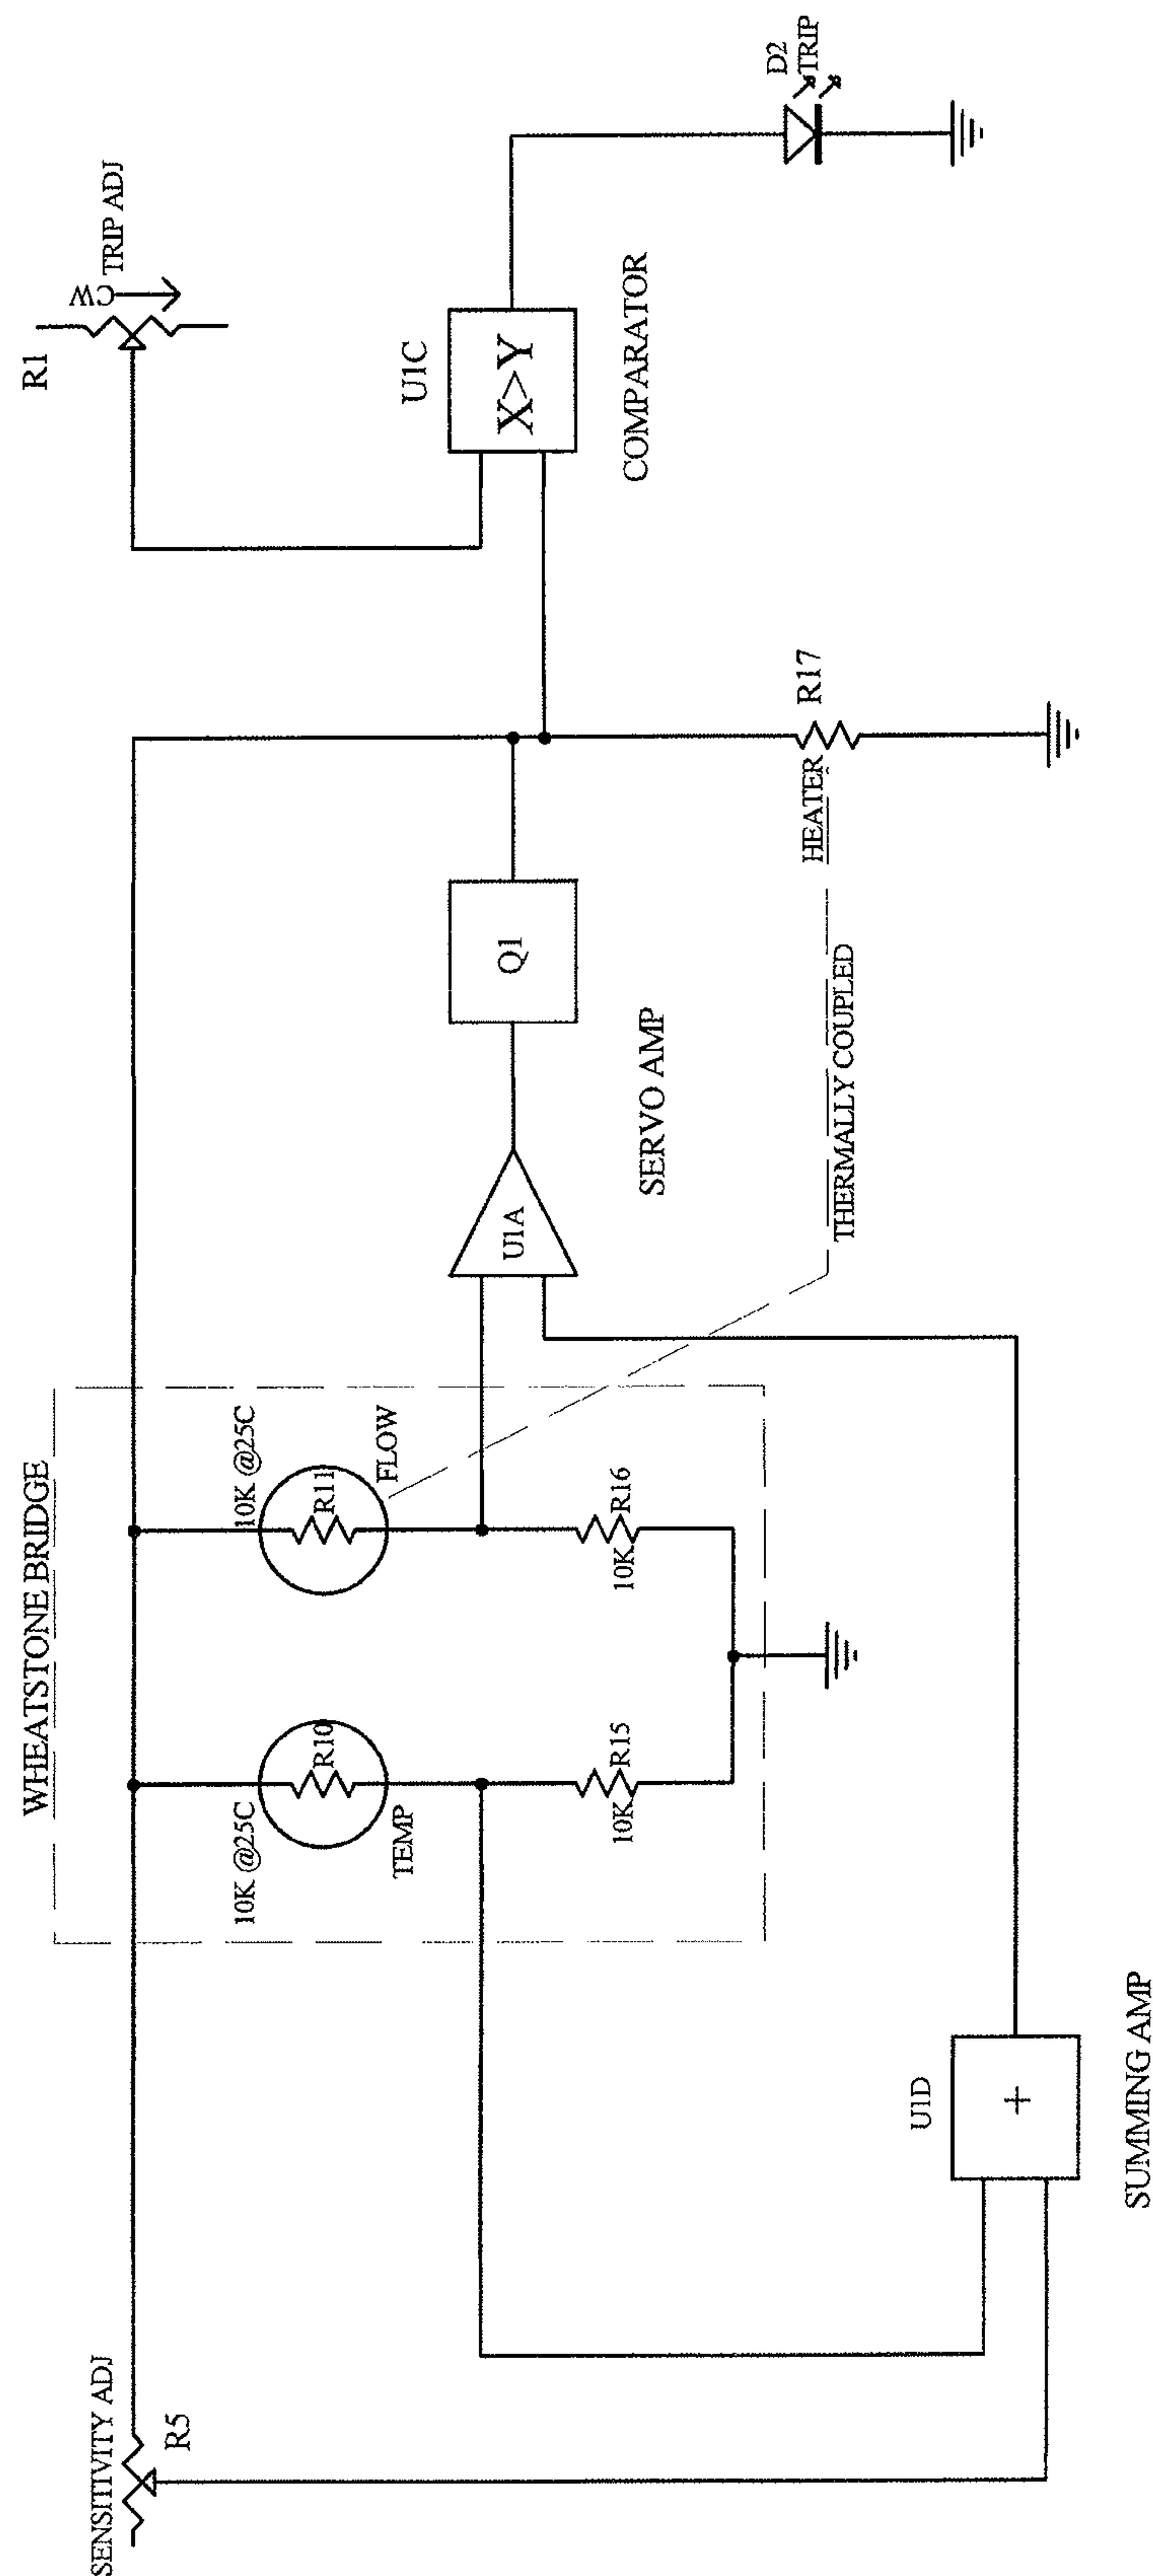 SENSITIVITY ADJ
R5
WHEATSTONE BRIDGE
10K @25C
R10
TEMP
10K
R15
10K @25C
R11
FLOW
10K
R16
U1D
+
SUMMING AMP
U1A
Q1
SERVO AMP
THERMALLY COUPLED
HEATER
R17
R1
CW
TRIP ADJ
U1C
X>Y
COMPARATOR
D2
TRIP